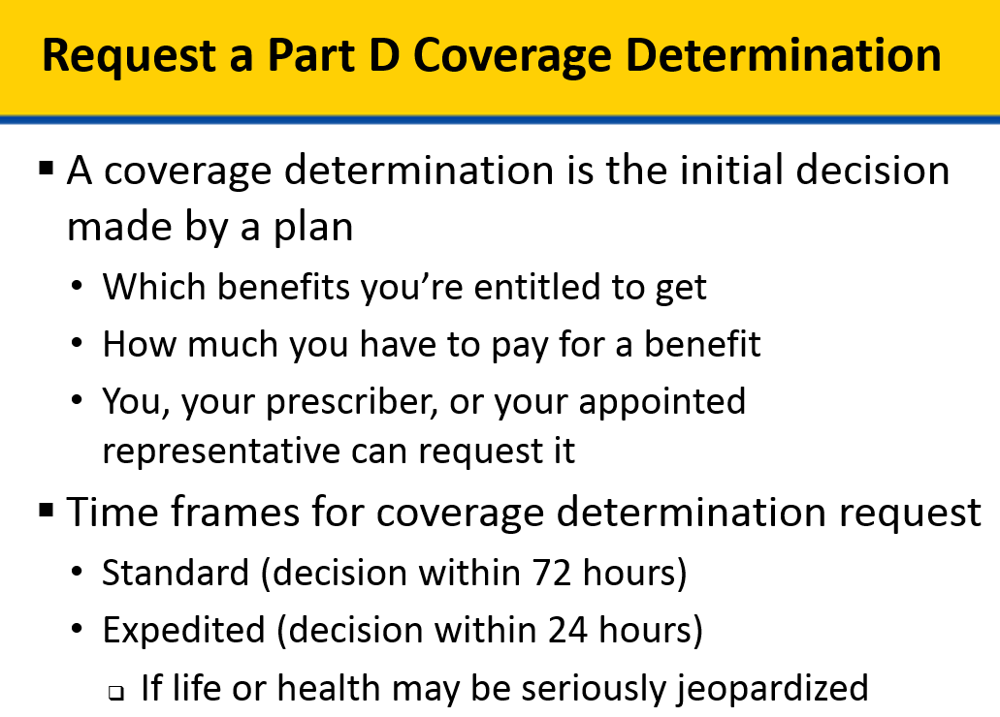 Request a Part D Coverage Determination
▪ A coverage determination is the initial decision
made by a plan
• Which benefits you’re entitled to get
• How much you have to pay for a benefit
• You, your prescriber, or your appointed
representative can request it
▪ Time frames for coverage determination request
• Standard (decision within 72 hours)
• Expedited (decision within 24 hours)
❑ If life or health may be seriously jeopardized